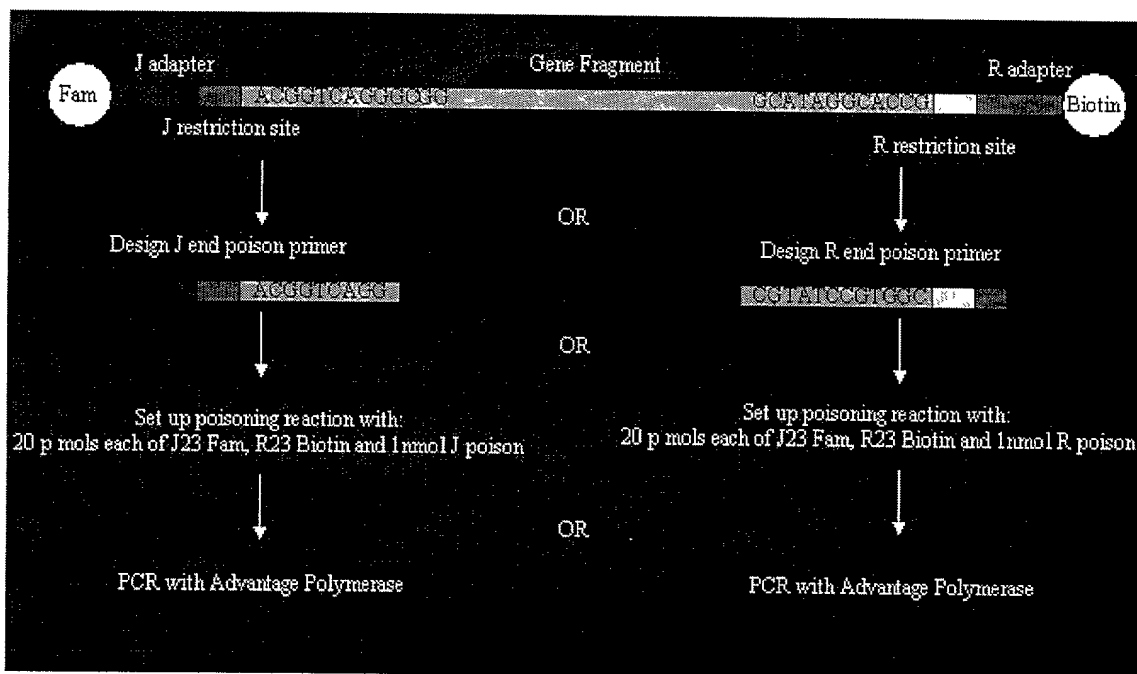 J adapter
Gene Fragment
R adapter
Fam
ACGGTCAGGGCGG
GCATAGGCACCG
Biotin
J restriction site
R restriction site
OR
Design J end poison primer
Design R end poison primer
ACGGTCAGG
CGTATCCGTGGC
OR
Set up poisoning reaction with:
20 p mols each of J23 Fam, R23 Biotin and 1nmol J poison
Set up poisoning reaction with:
20 p mols each of J23 Fam, R23 Biotin and 1nmol R poison
OR
PCR with Advantage Polymerase
PCR with Advantage Polymerase